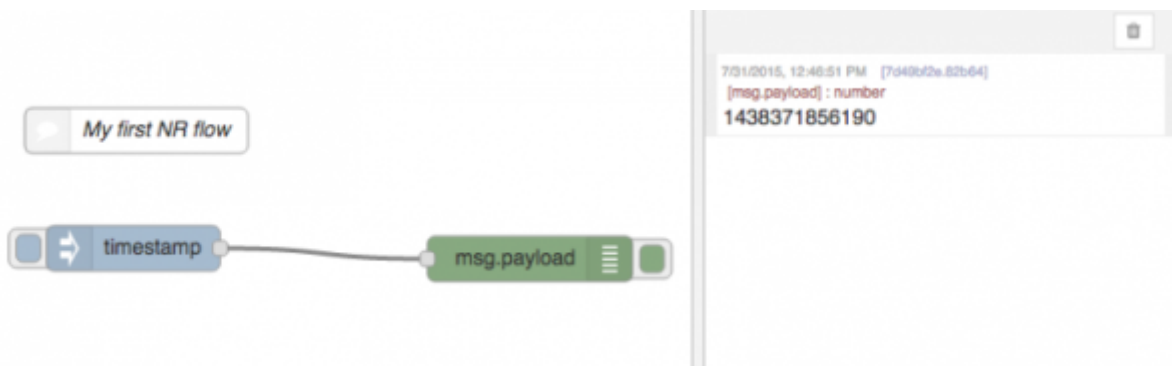 My first NR flow
timestamp
msg.payload
7/31/2015, 12:46:51 PM [7d49bf2e.82b64]
[msg.payload] : number
1438371856190